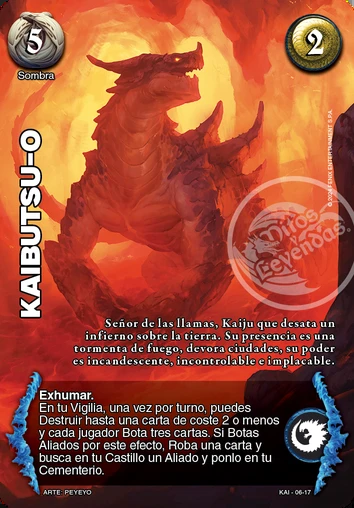 5
2
Sombra
KAIBUTSU-O
© 2024 FENIX ENTERTAINMENT S.P.A.
Mitos
y
Leyendas.
Señor de las llamas, Kaiju que desata un
infierno sobre la tierra. Su presencia es una
tormenta de fuego, devora ciudades, su poder
es incandescente, incontrolable e implacable.
Exhumar.
En tu Vigilia, una vez por turno, puedes
Destruir hasta una carta de coste 2 o menos
y cada jugador Bota tres cartas. Si Botas
Aliados por este efecto, Roba una carta y
busca en tu Castillo un Aliado y ponlo en tu
Cementerio.
ARTE: PEYEYO
KAI - 06-17